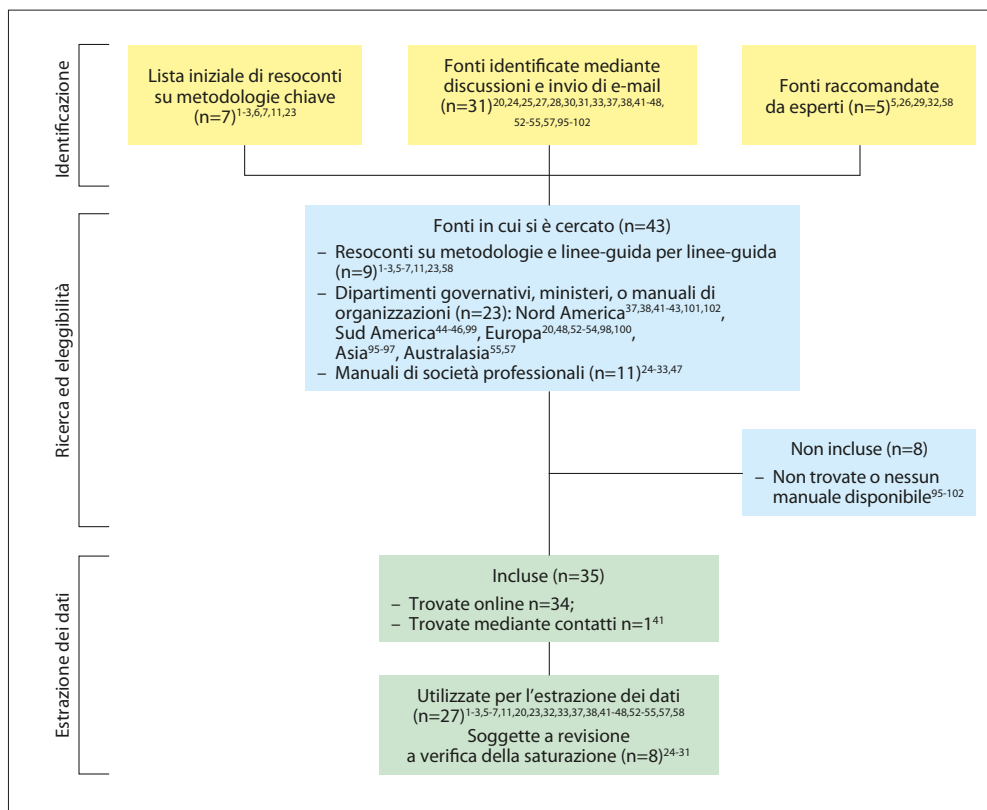 Identificazione
Lista iniziale di resoconti
su metodologie chiave
(n=7)1-3,6,7,11,23
Fonti identificate mediante
discussioni e invio di e-mail
(n=31)20,24,25,27,28,30,31,33,37,38,41-48,
52-55,57,95-102
Fonti raccomandate
da esperti (n=5)5,26,29,32,58
Ricerca ed eleggibilità
Fonti in cui si è cercato (n=43)
– Resoconti su metodologie e linee-guida per linee-guida
(n=9)1-3,5-7,11,23,58
– Dipartimenti governativi, ministeri, o manuali di
organizzazioni (n=23): Nord America37,38,41-43,101,102,
Sud America44-46,99, Europa20,48,52-54,98,100,
Asia95-97, Australasia55,57
– Manuali di società professionali (n=11)24-33,47
Non incluse (n=8)
– Non trovate o nessun
manuale disponibile95-102
Estrazione dei dati
Incluse (n=35)
– Trovate online n=34;
– Trovate mediante contatti n=141
Utilizzate per l'estrazione dei dati
(n=27)1-3,5-7,11,20,23,32,33,37,38,41-48,52-55,57,58
Soggette a revisione
a verifica della saturazione (n=8)24-31